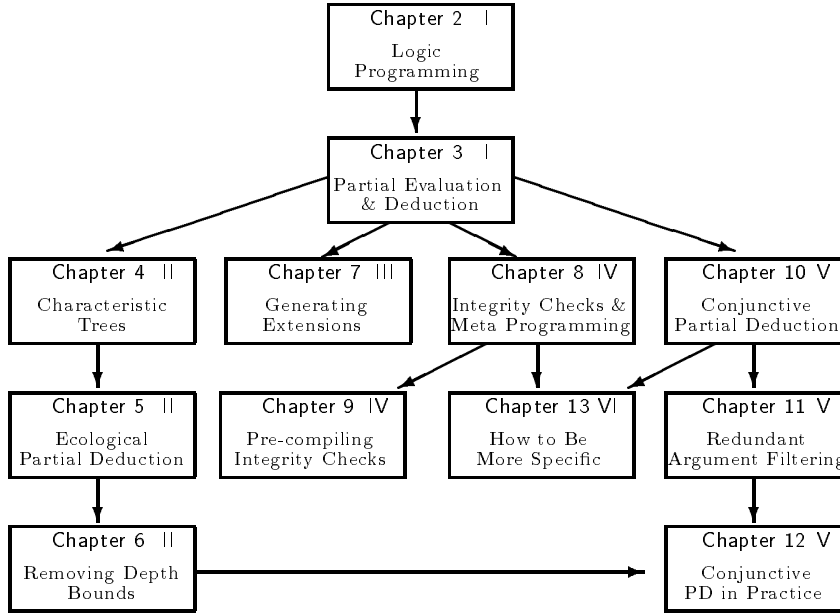 Chapter 2 I
Logic
Programming
Chapter 3 I
Partial Evaluation
& Deduction
Chapter 4 II
Characteristic
Trees
Chapter 7 III
Generating
Extensions
Chapter 8 IV
Integrity Checks &
Meta Programming
Chapter 10 V
Conjunctive
Partial Deduction
Chapter 5 II
Ecological
Partial Deduction
Chapter 9 IV
Pre-compiling
Integrity Checks
Chapter 13 VI
How to Be
More Specific
Chapter 11 V
Redundant
Argument Filtering
Chapter 6 II
Removing Depth
Bounds
Chapter 12 V
Conjunctive
PD in Practice